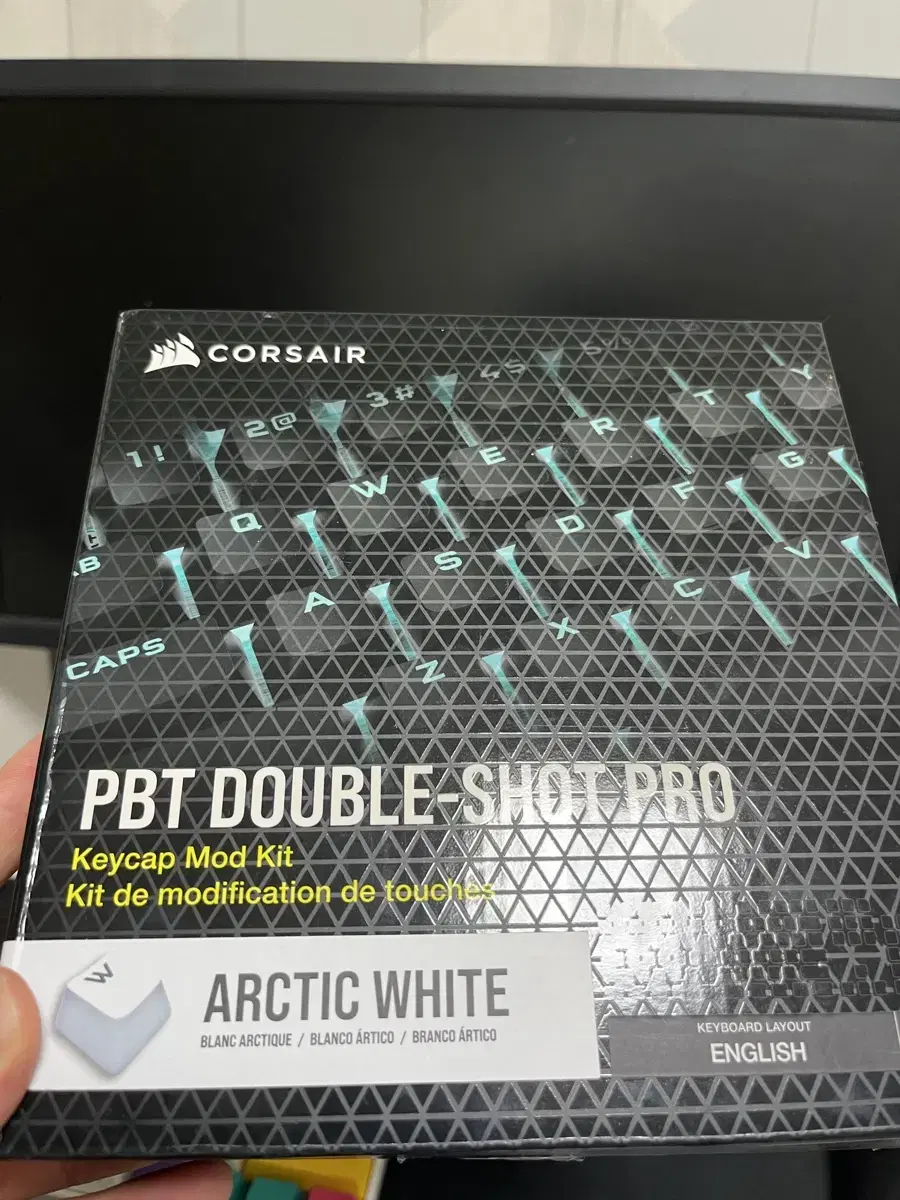 CORSAIR
1! 2@ 3# 4$ 5%
Q W E R T Y
CAPS A S D F G
Z X C V
PBT DOUBLE-SHOT PRO
Keycap Mod Kit
Kit de modification de touches
W
ARCTIC WHITE
BLANC ARCTIQUE / BLANCO ÁRTICO / BRANCO ÁRTICO
KEYBOARD LAYOUT
ENGLISH